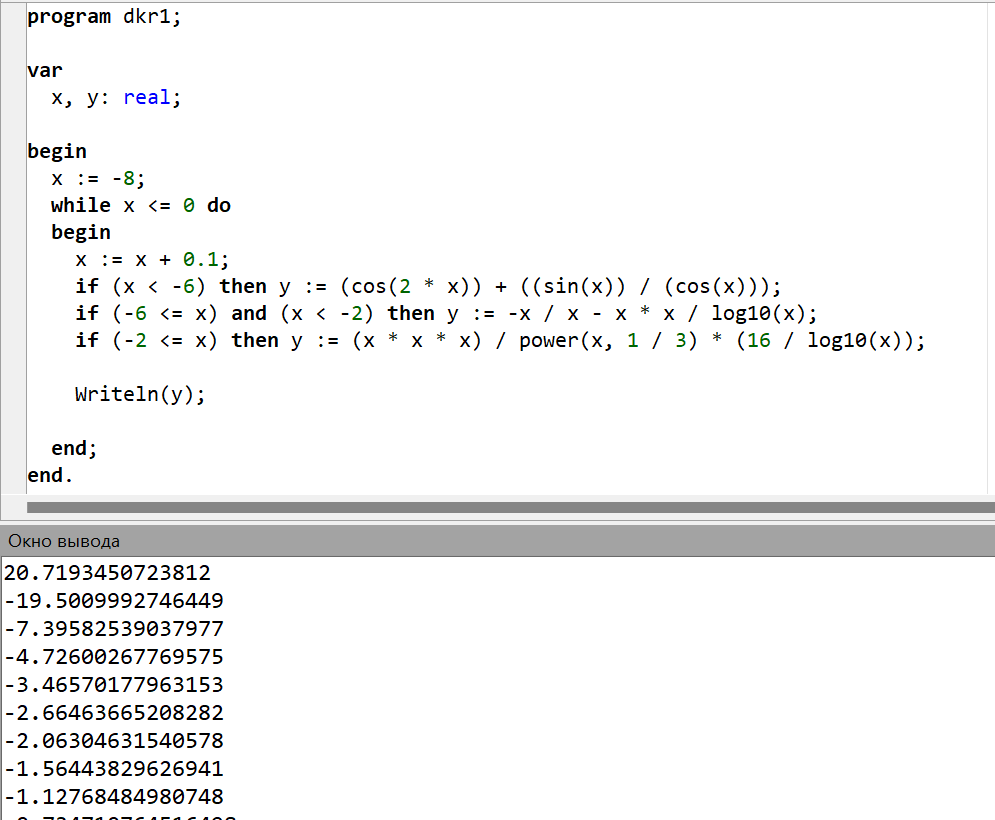 program dkr1;
var
x, y: real;
begin
x := -8;
while x <= 0 do
begin
x := x + 0.1;
if (x < -6) then y := (cos(2 * x)) + ((sin(x)) / (cos(x)));
if (-6 <= x) and (x < -2) then y := -x / x - x * x / log10(x);
if (-2 <= x) then y := (x * x * x) / power(x, 1 / 3) * (16 / log10(x));
Writeln(y);
end;
end.
Окно вывода
20.7193450723812
-19.5009992746449
-7.39582539037977
-4.72600267769575
-3.46570177963153
-2.66463665208282
-2.06304631540578
-1.56443829626941
-1.12768484980748